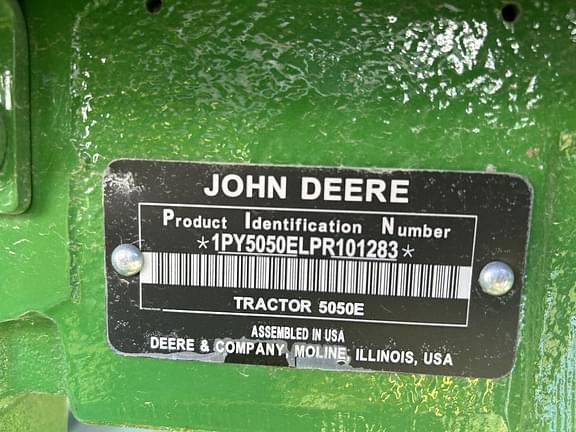 JOHN DEERE
Product Identification Number
*1PY5050ELPR101283*
TRACTOR 5050E
ASSEMBLED IN USA
DEERE & COMPANY, MOLINE, ILLINOIS, USA